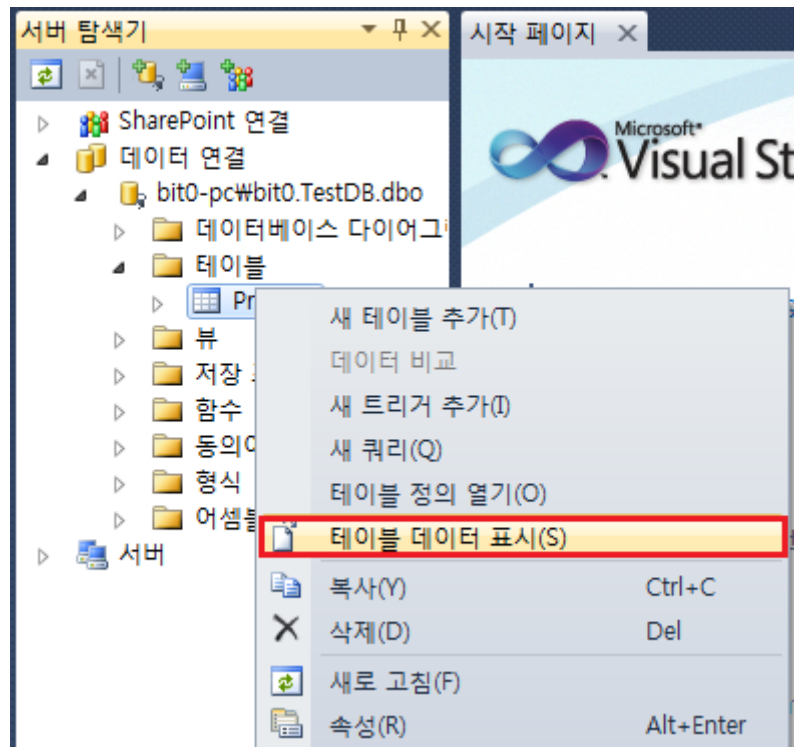 서버 탐색기
시작 페이지
SharePoint 연결
데이터 연결
bit0-pc₩bit0.TestDB.dbo
데이터베이스 다이어그
테이블
Pr
뷰
저장
함수
동의어
형식
어셈블
서버
Microsoft
Visual St
새 테이블 추가(T)
데이터 비교
새 트리거 추가(I)
새 쿼리(Q)
테이블 정의 열기(O)
테이블 데이터 표시(S)
복사(Y) Ctrl+C
삭제(D) Del
새로 고침(F)
속성(R) Alt+Enter